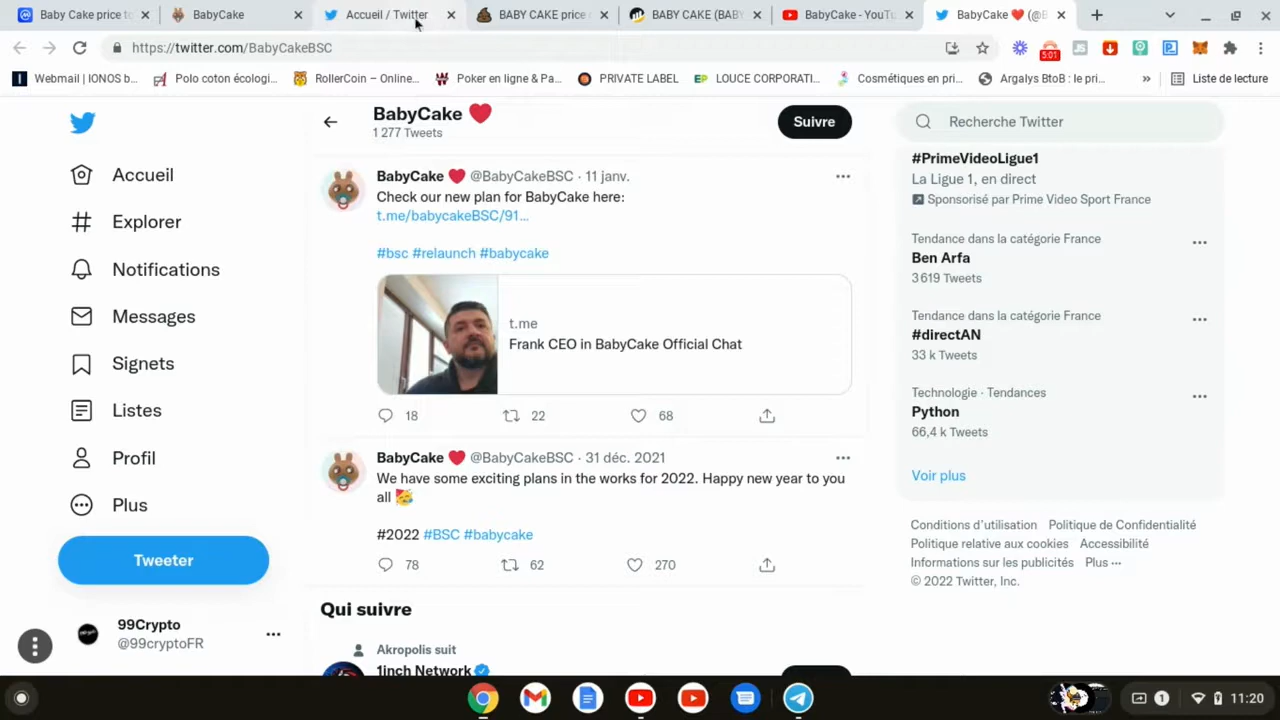 Baby Cake price to
BabyCake
Accueil / Twitter
BABY CAKE price
BABY CAKE (BABY
BabyCake - YouTu
BabyCake ❤️ (@B
https://twitter.com/BabyCakeBSC
5:01
Webmail | IONOS b...
Polo coton écologi...
RollerCoin – Online...
Poker en ligne & Pa...
PRIVATE LABEL
LOUCE CORPORATI...
Cosmétiques en pri...
Argalys BtoB : le pri...
»
Liste de lecture
Accueil
Explorer
Notifications
Messages
Signets
Listes
Profil
Plus
Tweeter
99Crypto
@99cryptoFR
BabyCake ❤️
1 277 Tweets
Suivre
BabyCake ❤️ @BabyCakeBSC · 11 janv.
Check our new plan for BabyCake here:
t.me/babycakeBSC/91...
#bsc #relaunch #babycake
t.me
Frank CEO in BabyCake Official Chat
18
22
68
BabyCake ❤️ @BabyCakeBSC · 31 déc. 2021
We have some exciting plans in the works for 2022. Happy new year to you
all 🥳
#2022 #BSC #babycake
78
62
270
Qui suivre
Akropolis suit
1inch Network
Recherche Twitter
#PrimeVideoLigue1
La Ligue 1, en direct
Sponsorisé par Prime Video Sport France
Tendance dans la catégorie France
Ben Arfa
3 619 Tweets
Tendance dans la catégorie France
#directAN
33 k Tweets
Technologie · Tendances
Python
66,4 k Tweets
Voir plus
Conditions d'utilisation Politique de Confidentialité
Politique relative aux cookies Accessibilité
Informations sur les publicités Plus ···
© 2022 Twitter, Inc.
1
11:20